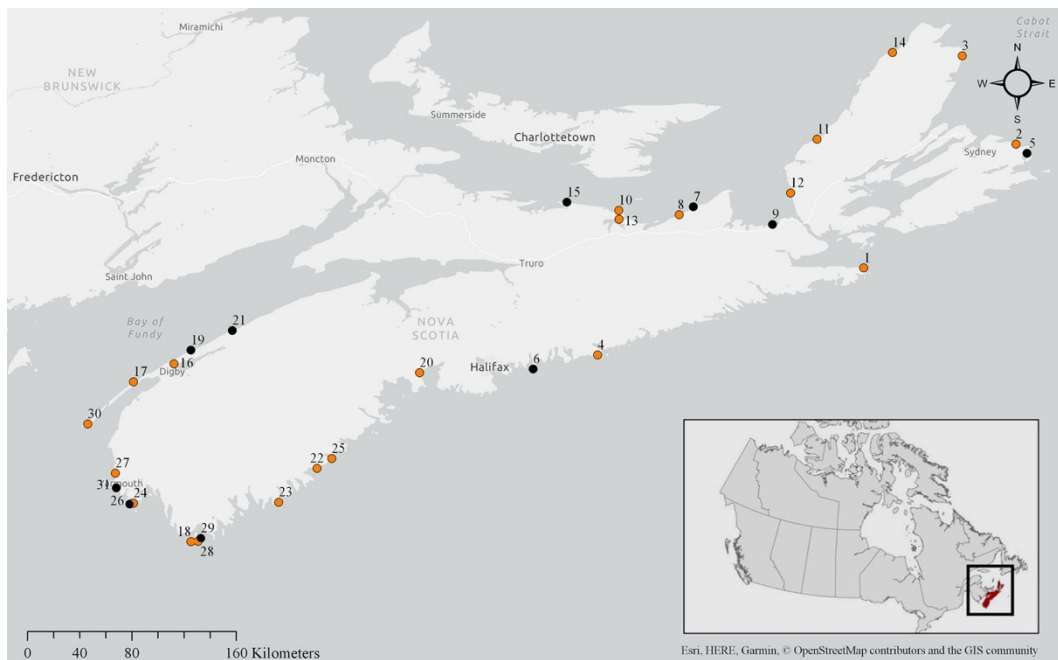 Miramichi
Cabot
Strait
14
3
N
W E
S
NEW
BRUNSWICK
Summerside
Charlottetown
11
2
Sydney
5
Moncton
Fredericton
12
15
10
7
8
13
9
Truro
1
Saint John
Bay of
Fundy
21
NOVA
SCOTIA
19
4
16
Digby
20
Halifax
6
17
30
25
22
27
31
24
26
23
29
18
28
0 40 80 160 Kilometers
Esri, HERE, Garmin, © OpenStreetMap contributors and the GIS community